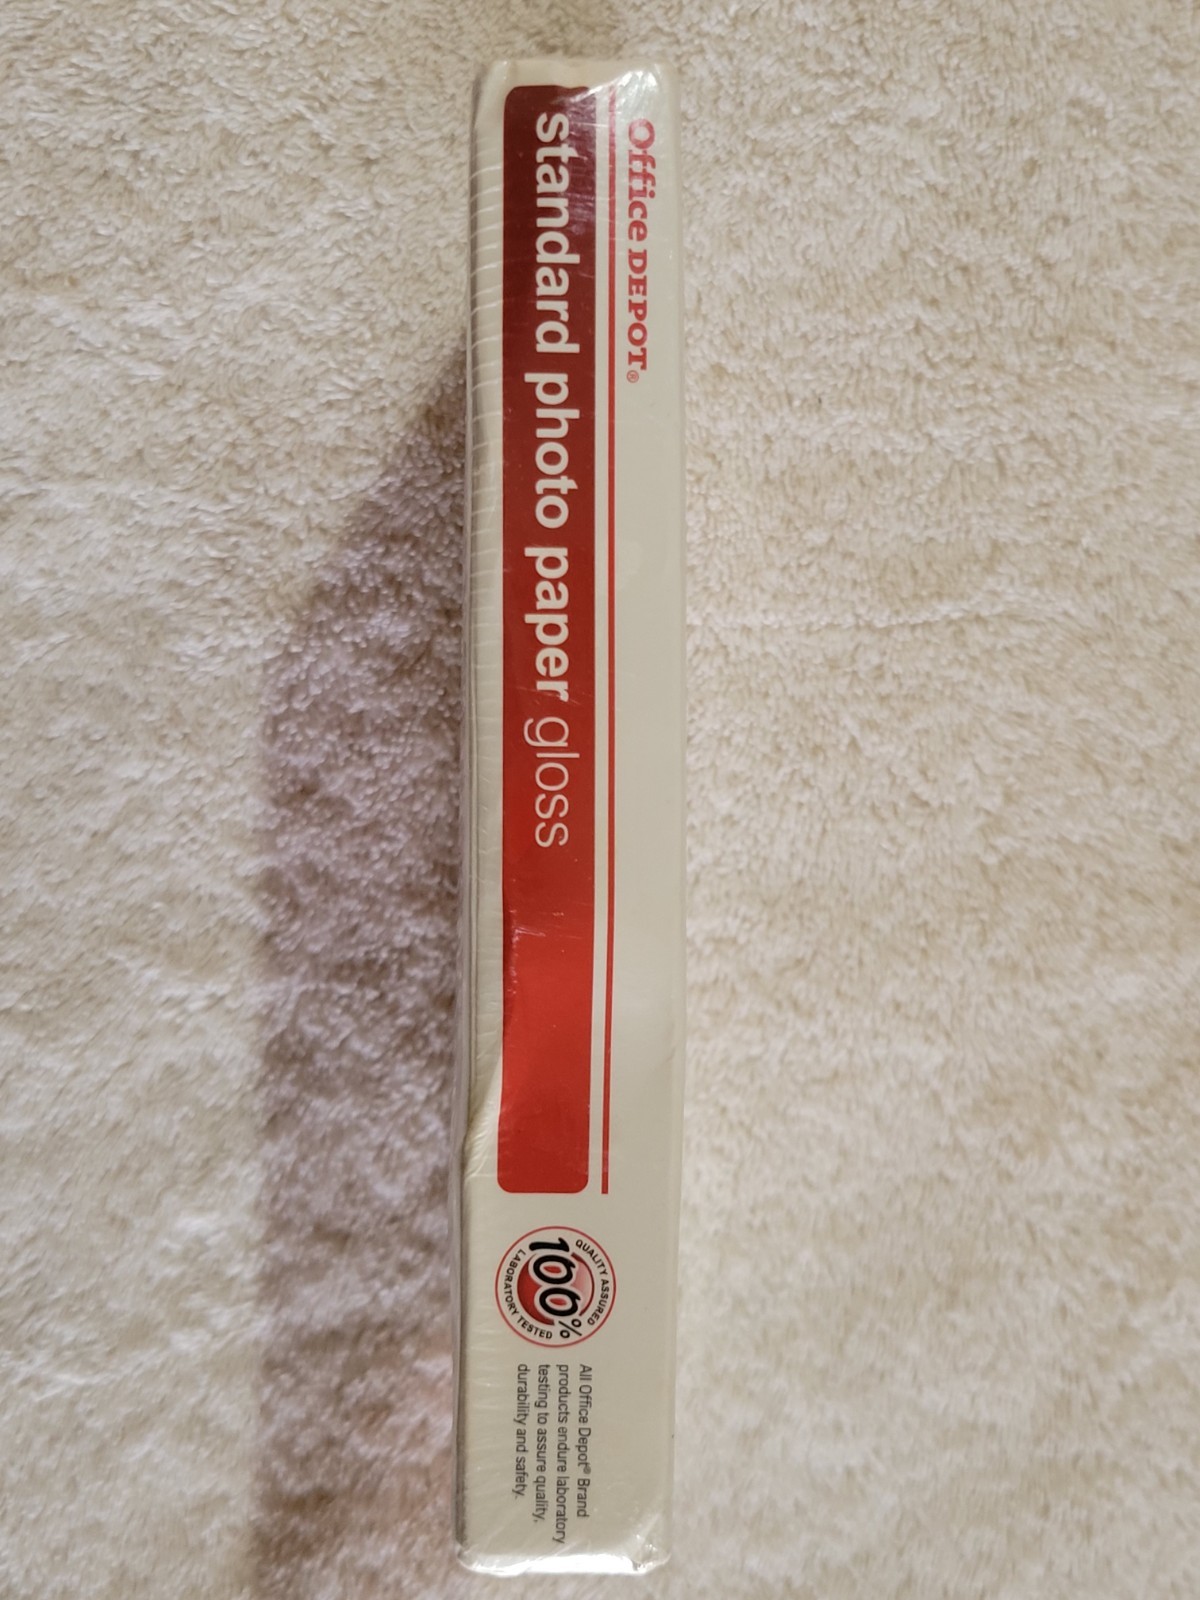 Office DEPOT®
standard photo paper gloss
QUALITY ASSURED
100%
LABORATORY TESTED
All Office Depot® Brand
products endure laboratory
testing to assure quality,
durability and safety.